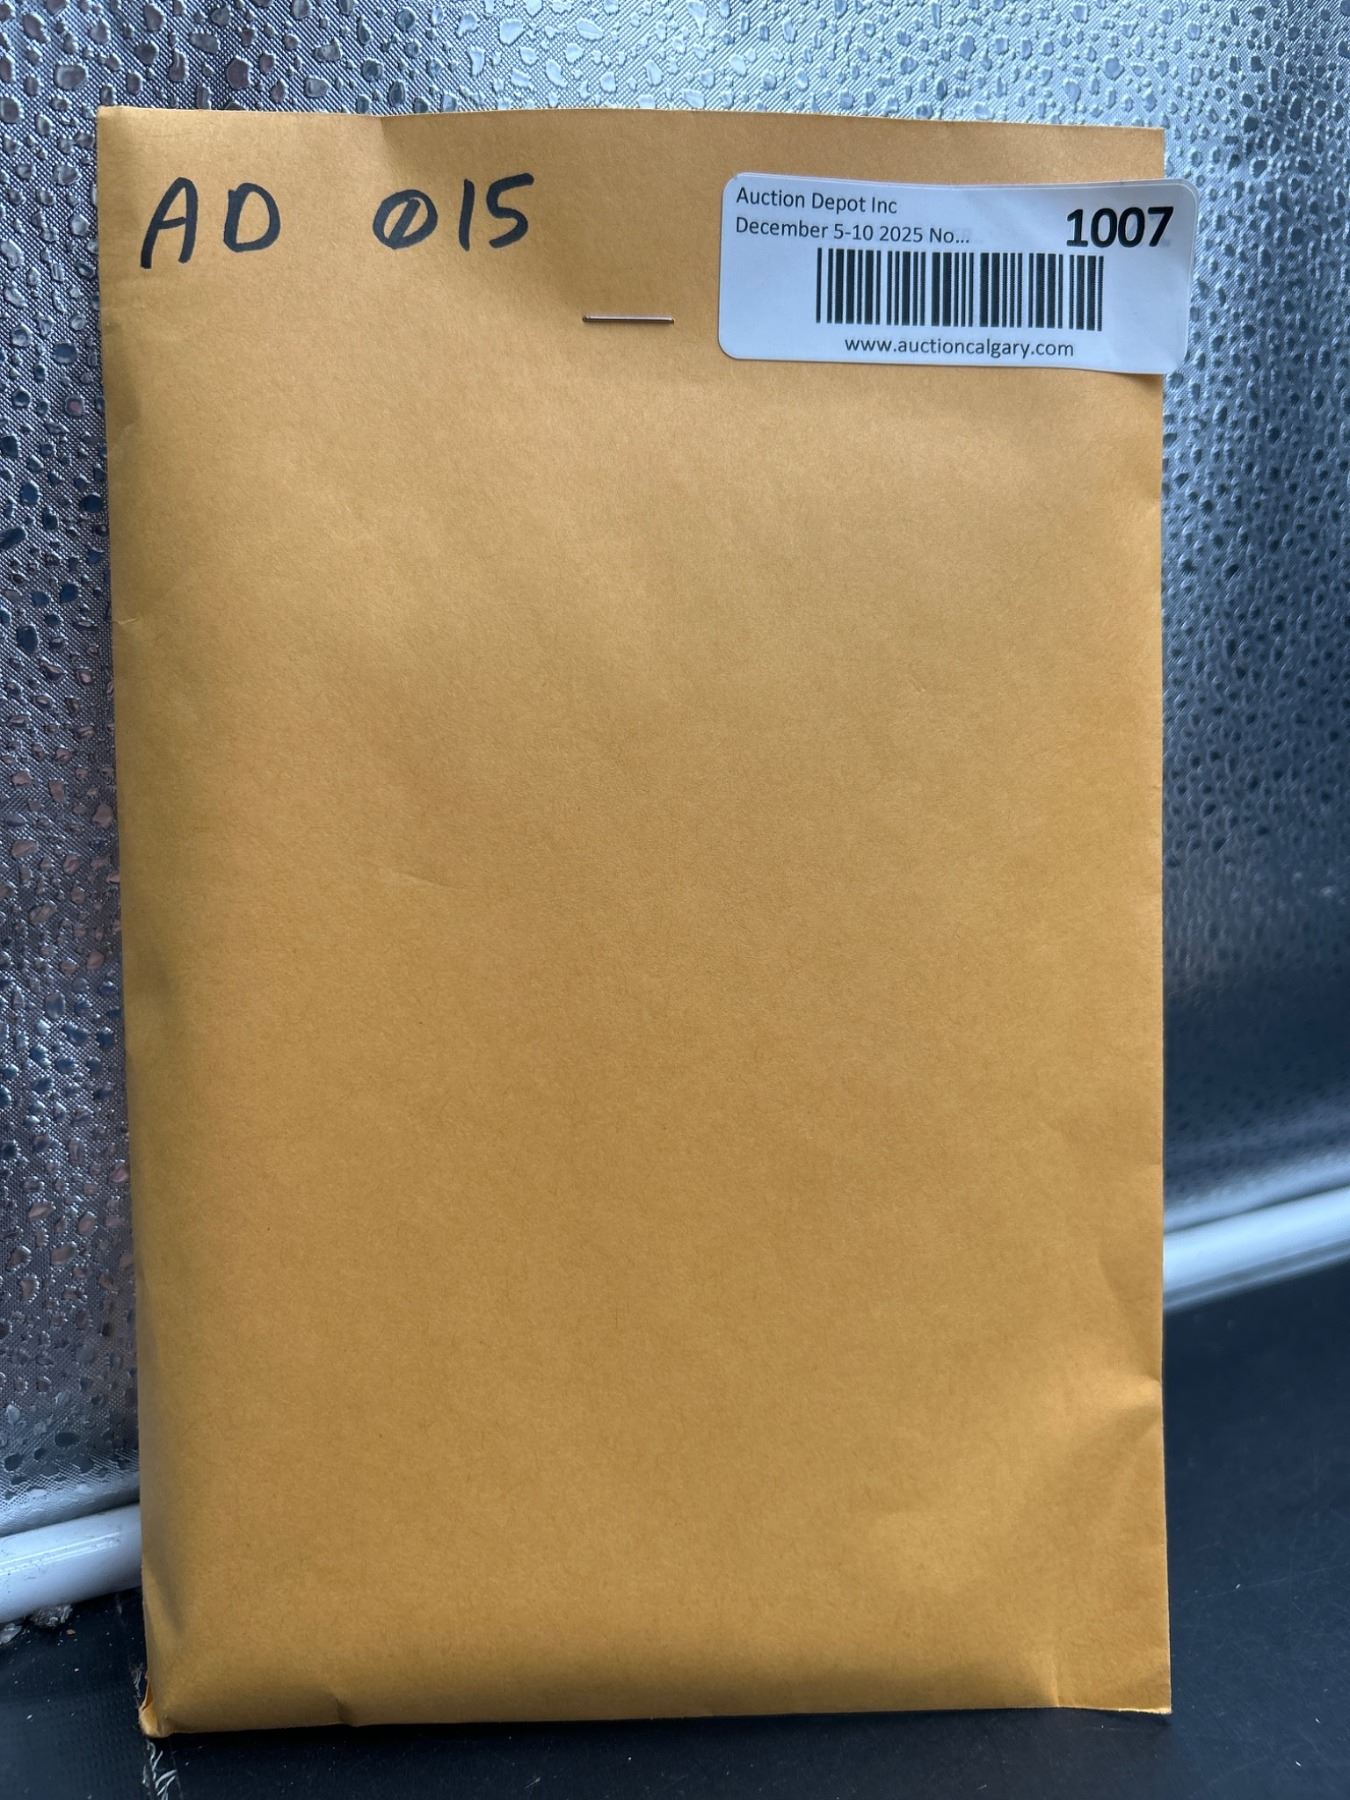 AD 015
Auction Depot Inc
December 5-10 2025 No...
1007
www.auctioncalgary.com